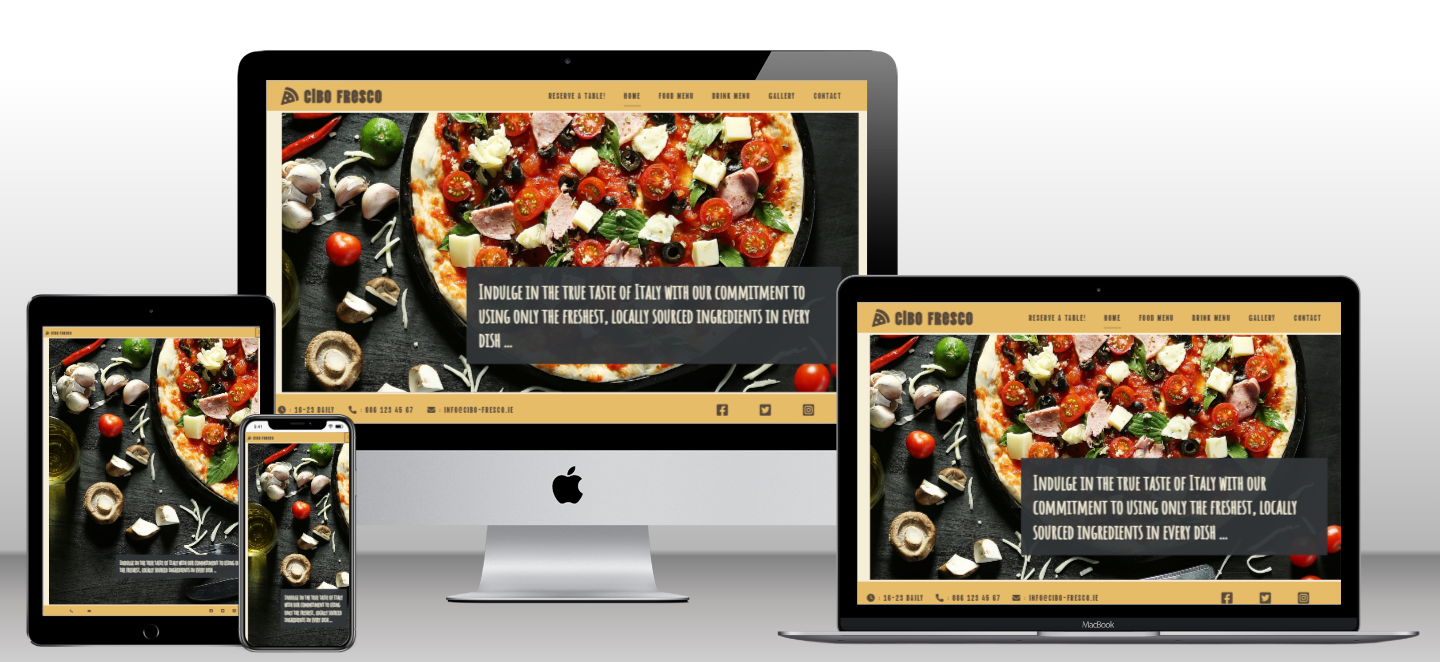 CIBO FRESCO
RESERVE A TABLE! HOME FOOD MENU DRINK MENU GALLERY CONTACT
INDULGE IN THE TRUE TASTE OF ITALY WITH OUR COMMITMENT TO
USING ONLY THE FRESHEST, LOCALLY SOURCED INGREDIENTS IN EVERY
DISH ...
: 16-23 DAILY : 086 123 45 67 : INFO@CIBO-FRESCO.IE
CIBO FRESCO
RESERVE A TABLE! HOME FOOD MENU DRINK MENU GALLERY CONTACT
INDULGE IN THE TRUE TASTE OF ITALY WITH OUR
COMMITMENT TO USING ONLY THE FRESHEST, LOCALLY
SOURCED INGREDIENTS IN EVERY DISH ...
: 16-23 DAILY : 086 123 45 67 : INFO@CIBO-FRESCO.IE
MacBook
CIBO FRESCO
INDULGE IN THE TRUE TASTE OF ITALY WITH OUR COMMITMENT TO USING
THE FRESHEST, LOCALLY SOURCED INGREDIENTS IN EVERY DISH ...
9:41
CIBO FRESCO
INDULGE IN THE TRUE TASTE OF ITALY
WITH OUR COMMITMENT TO USING
ONLY THE FRESHEST, LOCALLY SOURCED
INGREDIENTS IN EVERY DISH ...